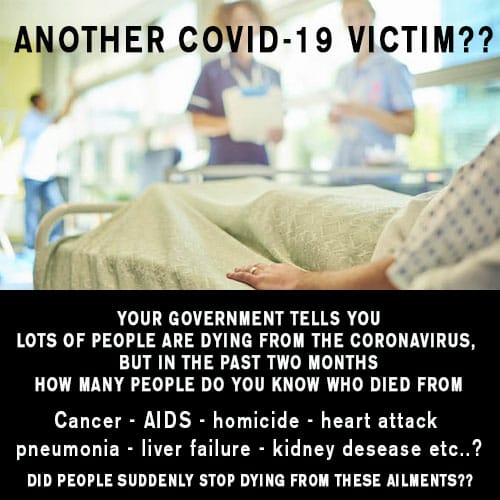 ANOTHER COVID-19 VICTIM??
YOUR GOVERNMENT TELLS YOU
LOTS OF PEOPLE ARE DYING FROM THE CORONAVIRUS,
BUT IN THE PAST TWO MONTHS
HOW MANY PEOPLE DO YOU KNOW WHO DIED FROM
Cancer - AIDS - homicide - heart attack
pneumonia - liver failure - kidney desease etc..?
DID PEOPLE SUDDENLY STOP DYING FROM THESE AILMENTS??